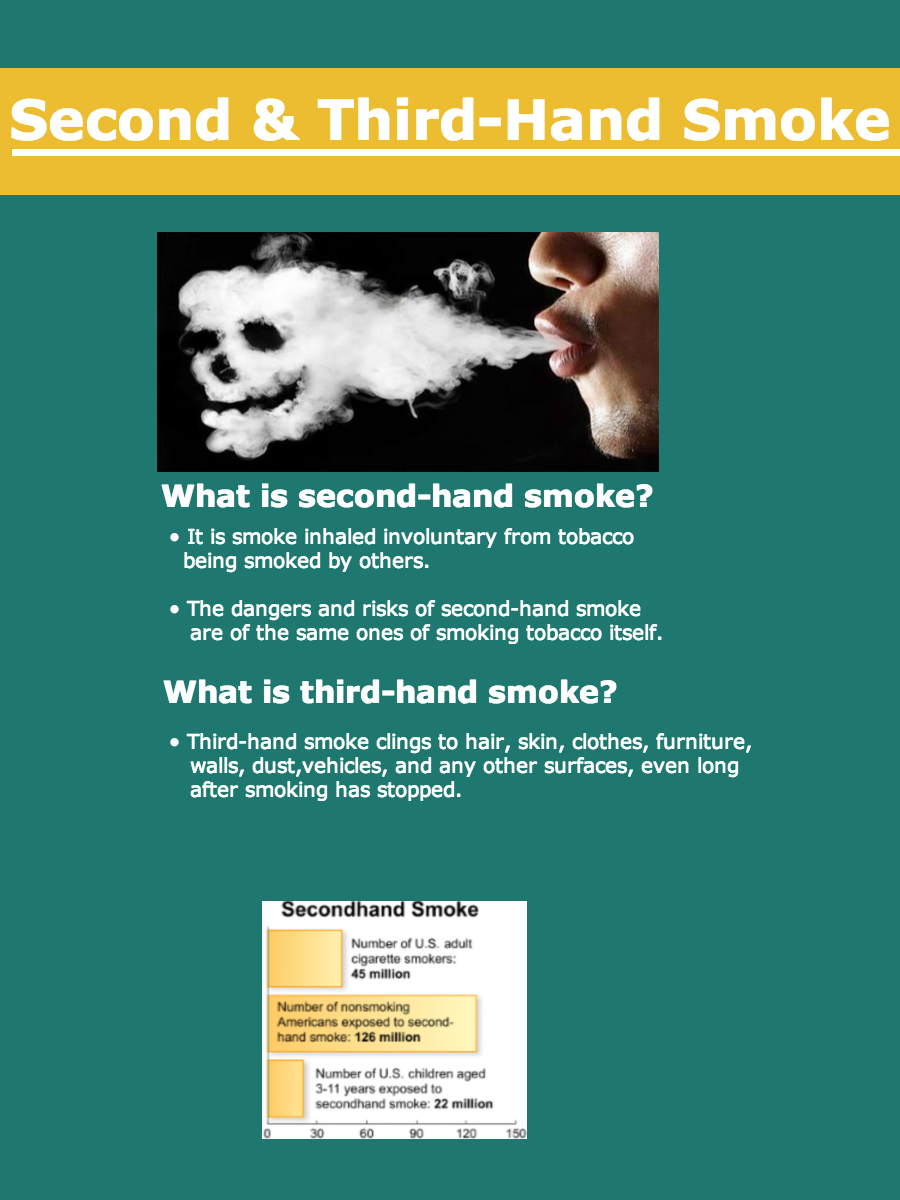 Second & Third-Hand Smoke
What is second-hand smoke?
• It is smoke inhaled involuntary from tobacco
being smoked by others.
• The dangers and risks of second-hand smoke
are of the same ones of smoking tobacco itself.
What is third-hand smoke?
• Third-hand smoke clings to hair, skin, clothes, furniture,
walls, dust,vehicles, and any other surfaces, even long
after smoking has stopped.
Secondhand Smoke
Number of U.S. adult
cigarette smokers:
45 million
Number of nonsmoking
Americans exposed to second-
hand smoke: 126 million
Number of U.S. children aged
3-11 years exposed to
secondhand smoke: 22 million
0 30 60 90 120 150